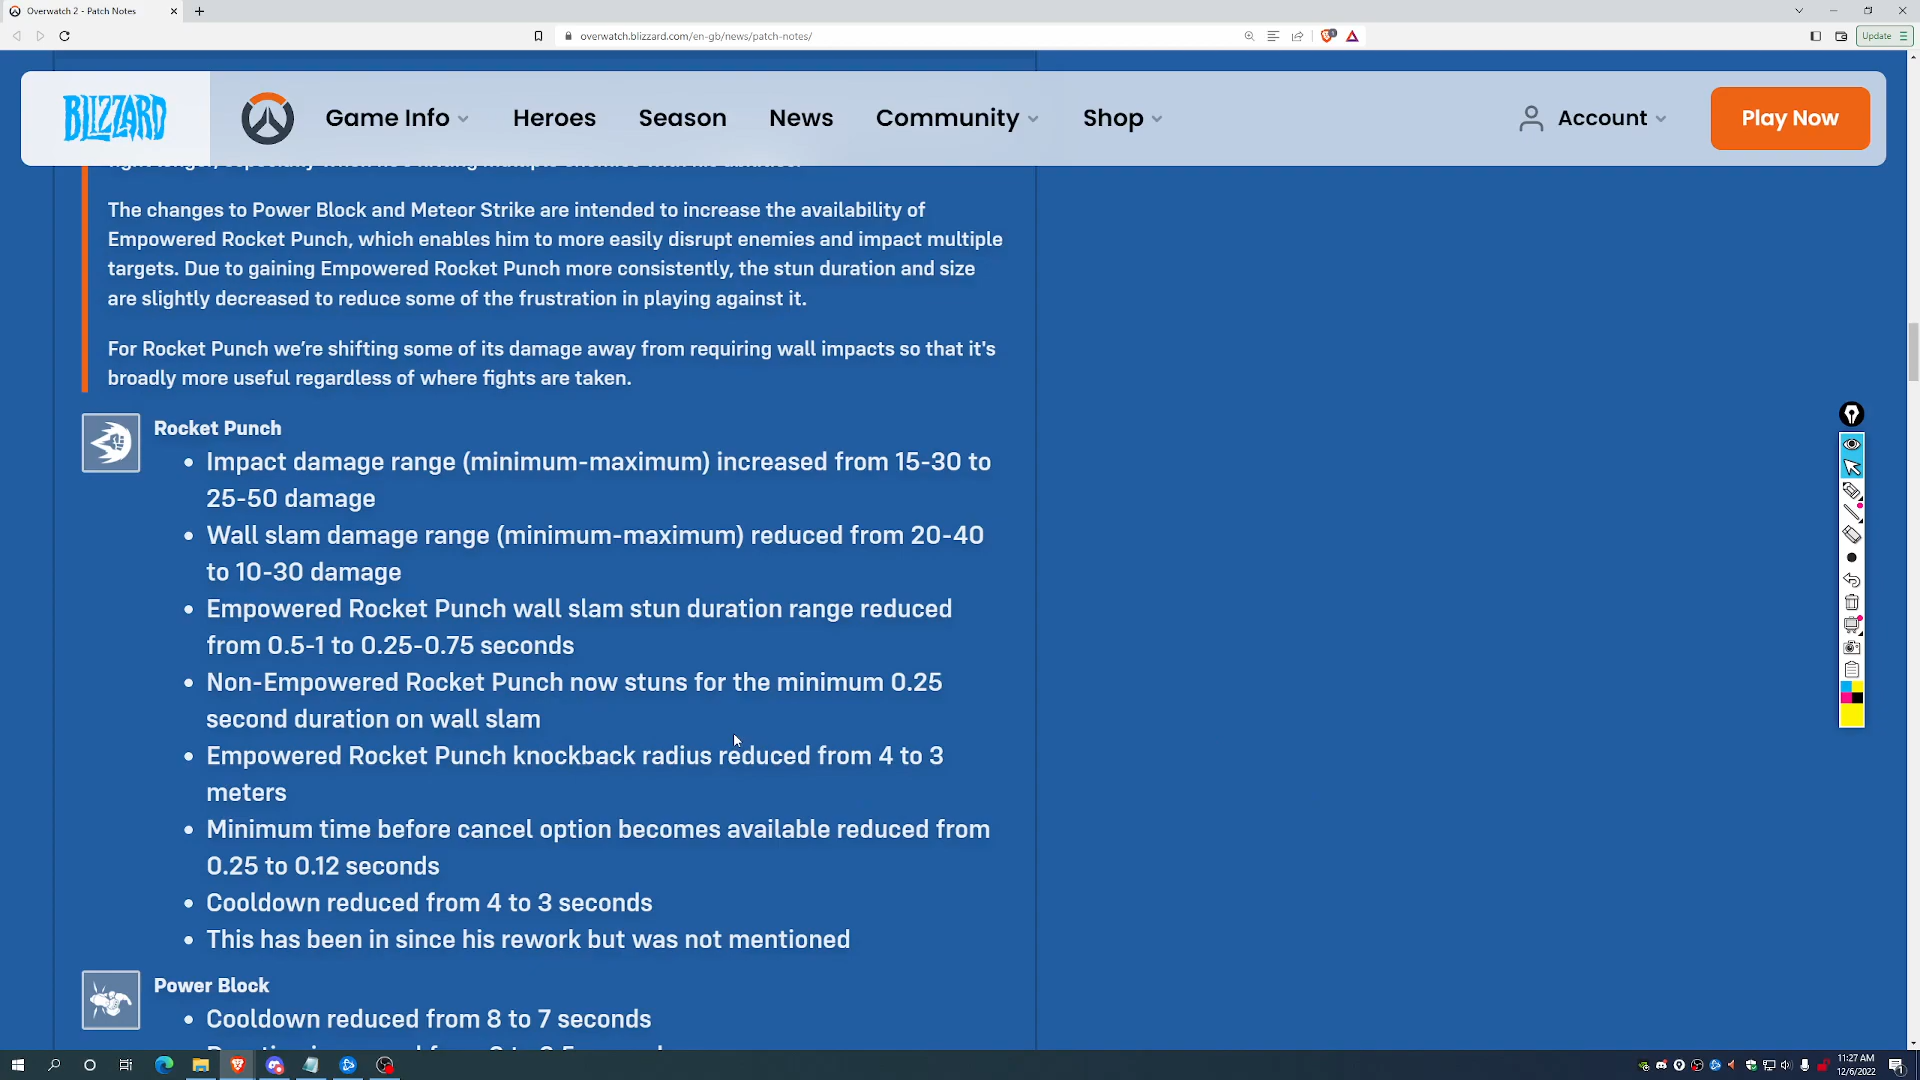 Overwatch 2 - Patch Notes
overwatch.blizzard.com/en-gb/news/patch-notes/
Update
BLIZZARD
Game Info
Heroes
Season
News
Community
Shop
Account
Play Now
The changes to Power Block and Meteor Strike are intended to increase the availability of
Empowered Rocket Punch, which enables him to more easily disrupt enemies and impact multiple
targets. Due to gaining Empowered Rocket Punch more consistently, the stun duration and size
are slightly decreased to reduce some of the frustration in playing against it.
For Rocket Punch we’re shifting some of its damage away from requiring wall impacts so that it's
broadly more useful regardless of where fights are taken.
Rocket Punch
• Impact damage range (minimum-maximum) increased from 15-30 to
25-50 damage
• Wall slam damage range (minimum-maximum) reduced from 20-40
to 10-30 damage
• Empowered Rocket Punch wall slam stun duration range reduced
from 0.5-1 to 0.25-0.75 seconds
• Non-Empowered Rocket Punch now stuns for the minimum 0.25
second duration on wall slam
• Empowered Rocket Punch knockback radius reduced from 4 to 3
meters
• Minimum time before cancel option becomes available reduced from
0.25 to 0.12 seconds
• Cooldown reduced from 4 to 3 seconds
• This has been in since his rework but was not mentioned
Power Block
• Cooldown reduced from 8 to 7 seconds
11:27 AM
12/6/2022